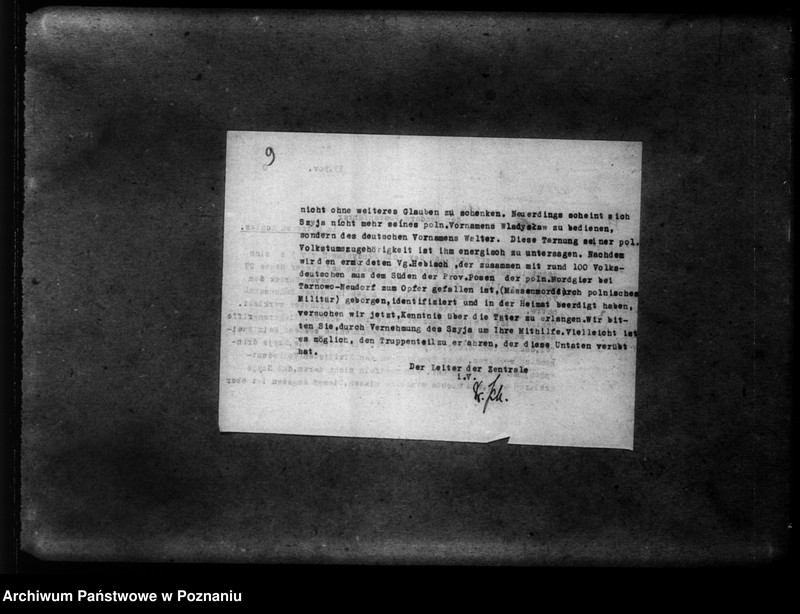 9
nicht ohne weiteres Glauben zu schenken. Neuerdings scheint sich
Szyja nicht mehr seines poln.Vornamens Wladysław zu bedienen,
sondern des deutschen Vornamens Walter. Diese Tarnung seiner pol.
Volkstumszugehörigkeit ist ihm energisch zu untersagen. Nachdem
wir den ermordeten Vg.Hebisch ,der zusammen mit rund 100 Volks-
deutschen aus dem Süden der Prov.Posen der poln.Mordgier bei
Tarnowo-Neudorf zum Opfer gefallen ist,(Massenmord durch polnisches
Militär) geborgen,identifiziert und in der Heimat beerdigt haben,
versuchen wir jetzt,Kenntnis über die Täter zu erlangen.Wir bit-
ten Sie,durch Vernehmung des Szyja um Ihre Mithilfe.Vielleicht ist
es möglich, den Truppenteil zu erfahren, der diese Untaten verübt
hat.
Der Leiter der Zentrale
i.V.
Archiwum Państwowe w Poznaniu